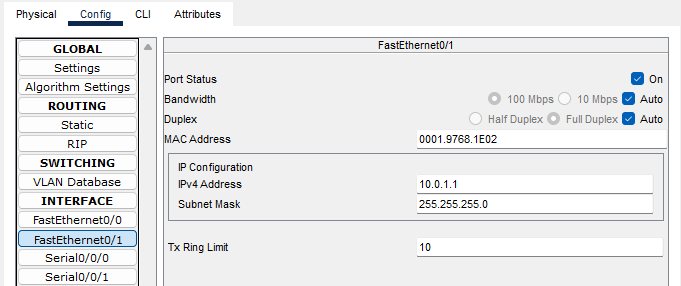 Physical Config CLI Attributes
GLOBAL
Settings
Algorithm Settings
ROUTING
Static
RIP
SWITCHING
VLAN Database
INTERFACE
FastEthernet0/0
FastEthernet0/1
Serial0/0/0
Serial0/0/1
FastEthernet0/1
Port Status On
Bandwidth 100 Mbps 10 Mbps Auto
Duplex Half Duplex Full Duplex Auto
MAC Address 0001.9768.1E02
IP Configuration
IPv4 Address 10.0.1.1
Subnet Mask 255.255.255.0
Tx Ring Limit 10